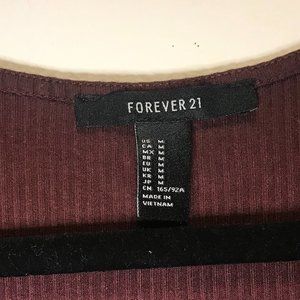 FOREVER 21
US M
CA M
MX M
BR M
EU M
UK M
KR M
JP M
CN 165/92A
MADE IN
VIETNAM